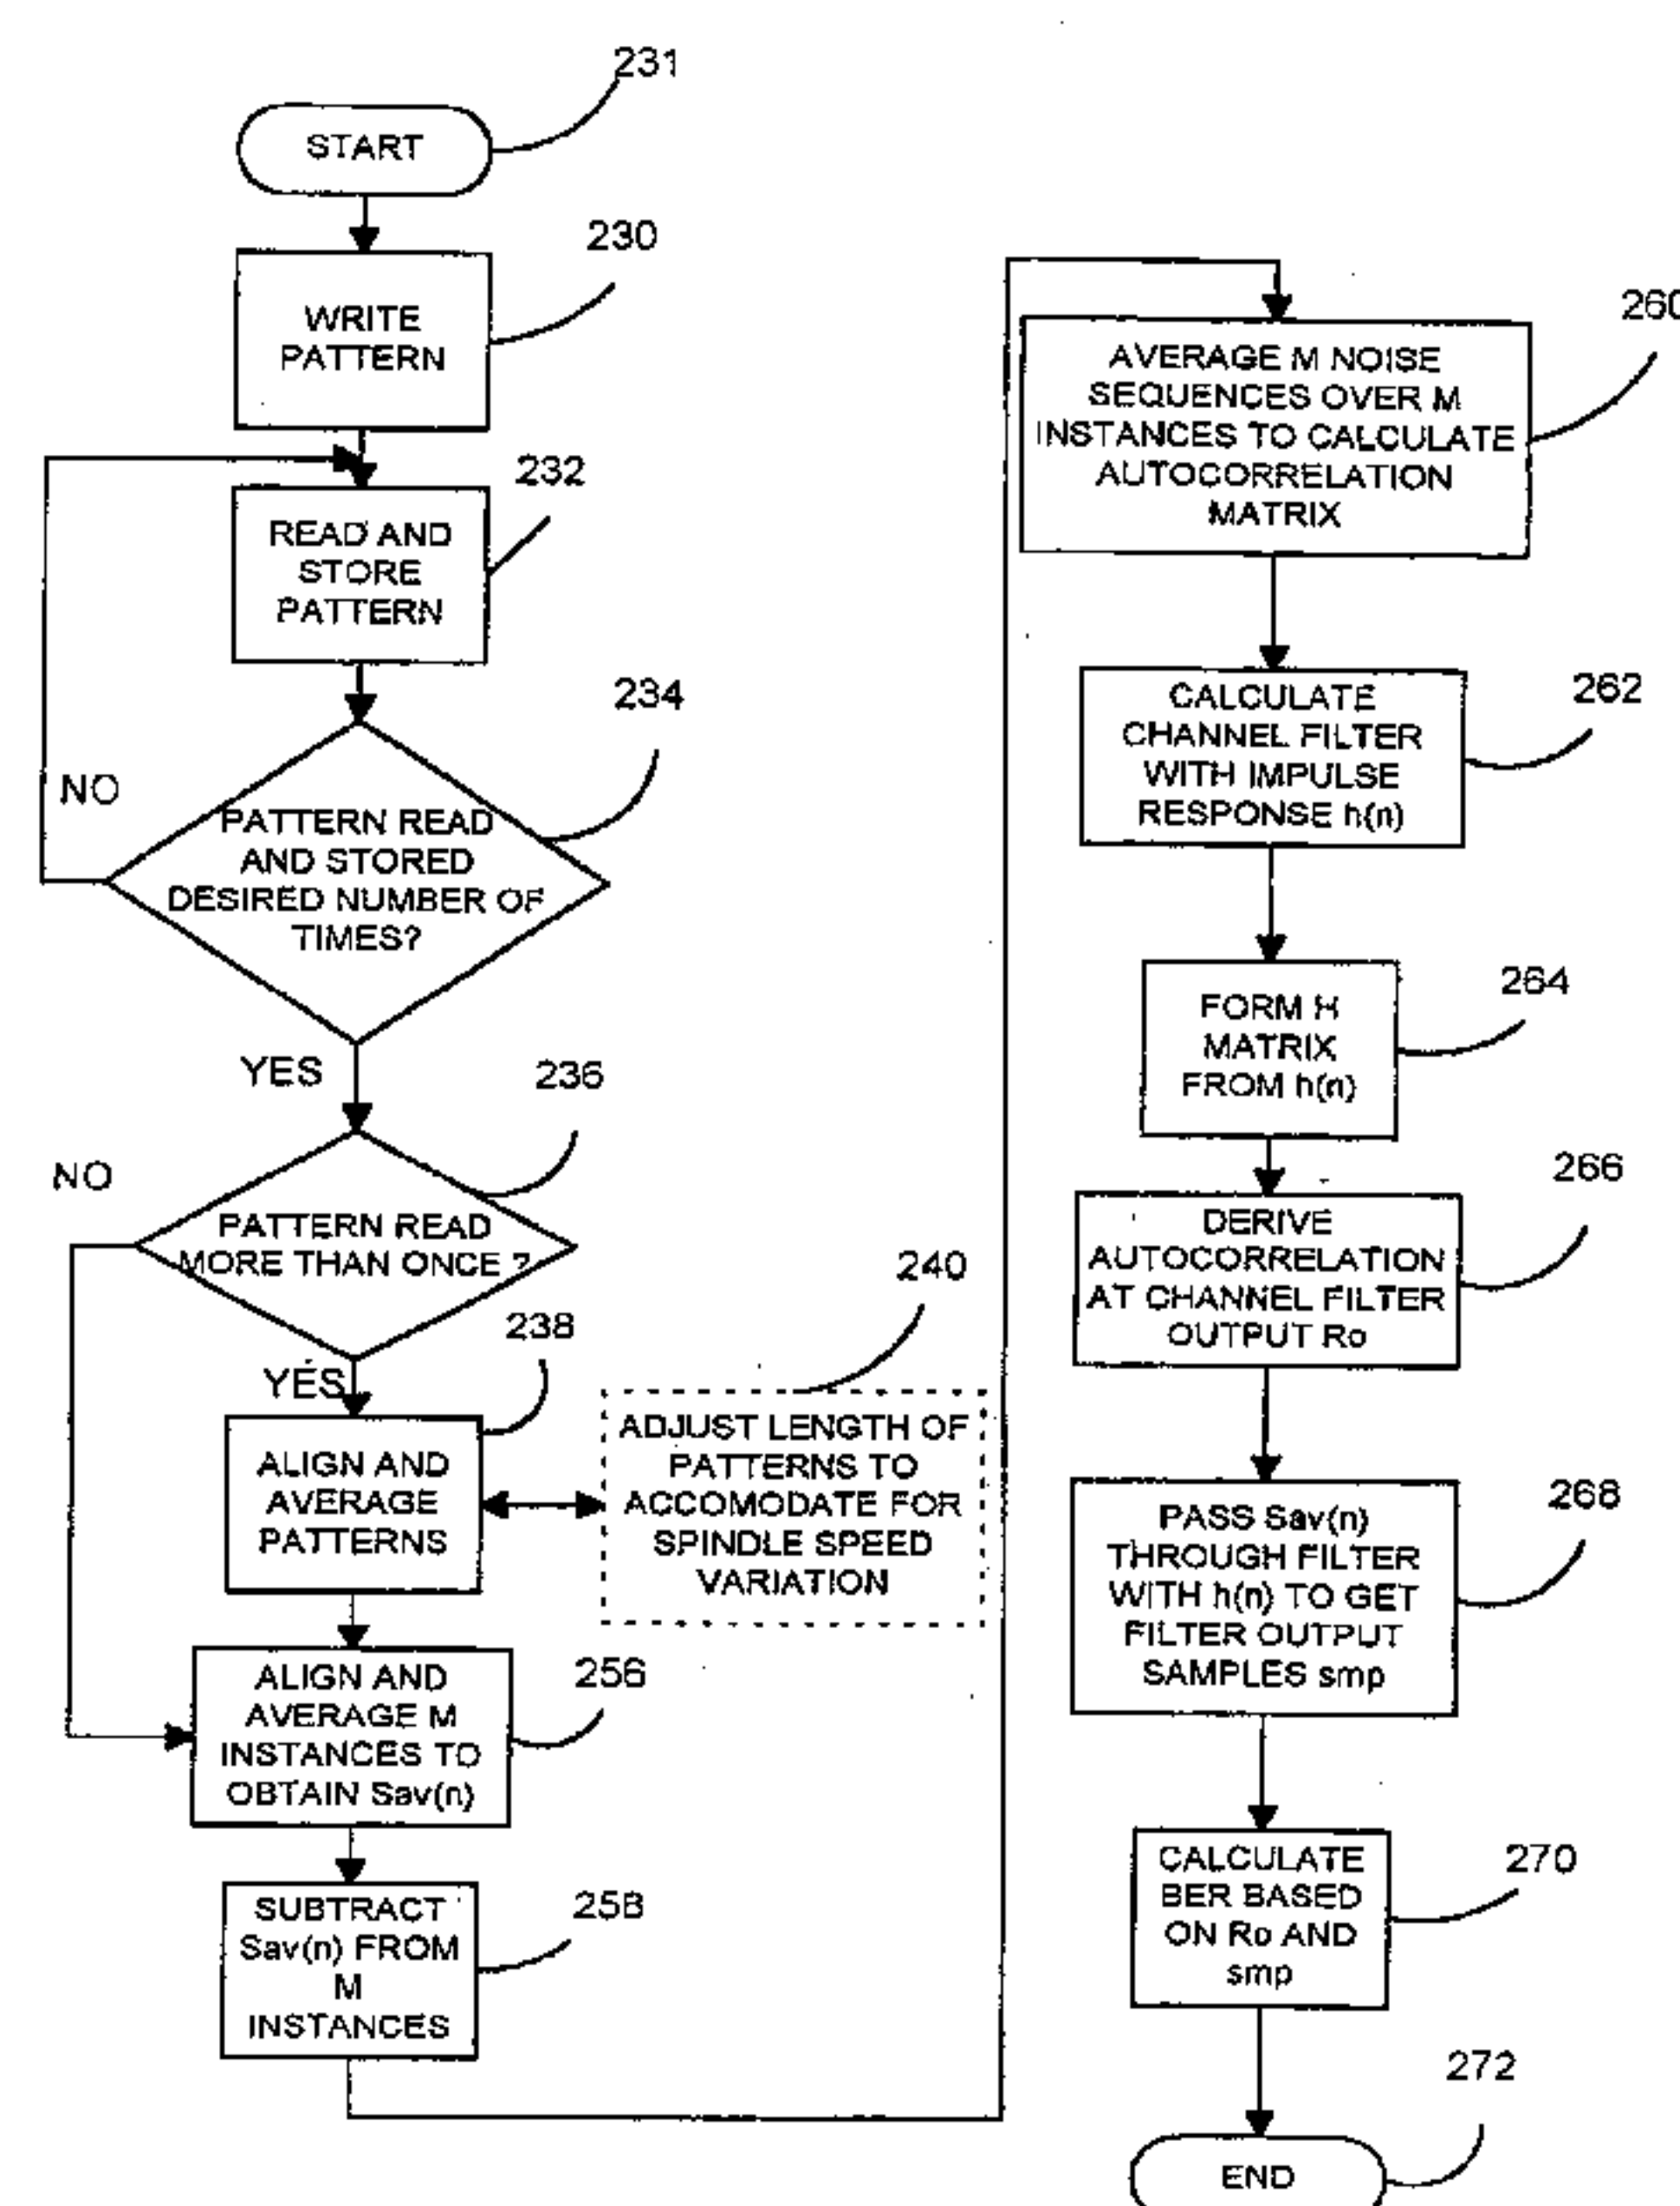 231
START
230
WRITE
PATTERN
232
READ AND
STORE
PATTERN
234
NO
PATTERN READ
AND STORED
DESIRED NUMBER OF
TIMES?
YES
236
NO
PATTERN READ
MORE THAN ONCE ?
YES
238
ALIGN AND
AVERAGE
PATTERNS
240
ADJUST LENGTH OF
PATTERNS TO
ACCOMODATE FOR
SPINDLE SPEED
VARIATION
256
ALIGN AND
AVERAGE M
INSTANCES TO
OBTAIN Sav(n)
258
SUBTRACT
Sav(n) FROM
M
INSTANCES
260
AVERAGE M NOISE
SEQUENCES OVER M
INSTANCES TO CALCULATE
AUTOCORRELATION
MATRIX
262
CALCULATE
CHANNEL FILTER
WITH IMPULSE
RESPONSE h(n)
264
FORM H
MATRIX
FROM h(n)
266
DERIVE
AUTOCORRELATION
AT CHANNEL FILTER
OUTPUT Ro
268
PASS Sav(n)
THROUGH FILTER
WITH h(n) TO GET
FILTER OUTPUT
SAMPLES smp
270
CALCULATE
BER BASED
ON Ro AND
smp
272
END